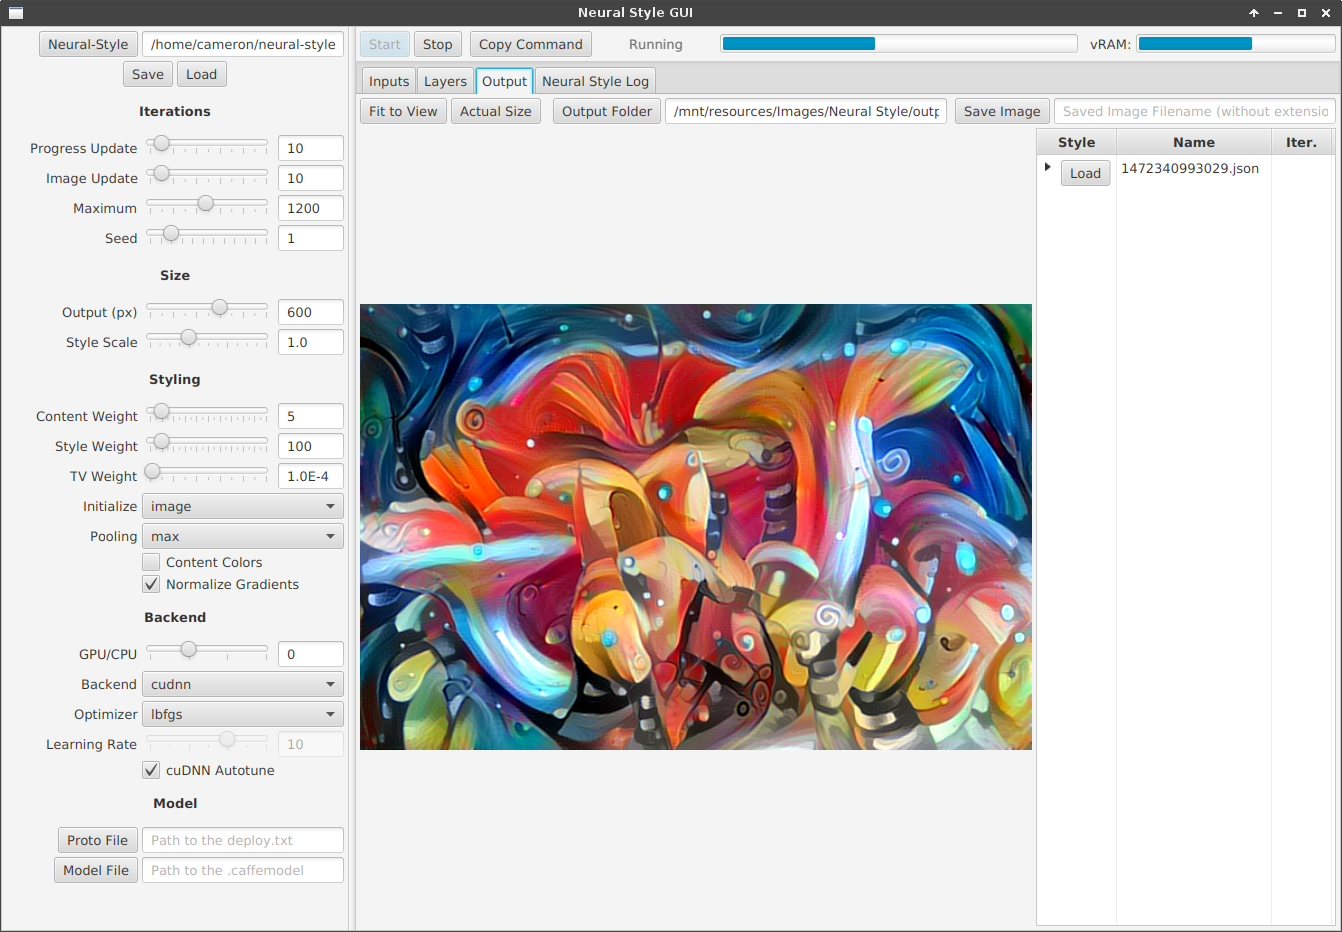 Neural Style GUI
Neural-Style /home/cameron/neural-style
Save Load
Iterations
Progress Update 10
Image Update 10
Maximum 1200
Seed 1
Size
Output (px) 600
Style Scale 1.0
Styling
Content Weight 5
Style Weight 100
TV Weight 1.0E-4
Initialize image
Pooling max
Content Colors
Normalize Gradients
Backend
GPU/CPU 0
Backend cudnn
Optimizer lbfgs
Learning Rate 10
cuDNN Autotune
Model
Proto File Path to the deploy.txt
Model File Path to the .caffemodel
Start Stop Copy Command Running vRAM:
Inputs Layers Output Neural Style Log
Fit to View Actual Size Output Folder /mnt/resources/Images/Neural Style/outp Save Image Saved Image Filename (without extensio
Style Name Iter.
Load 1472340993029.json